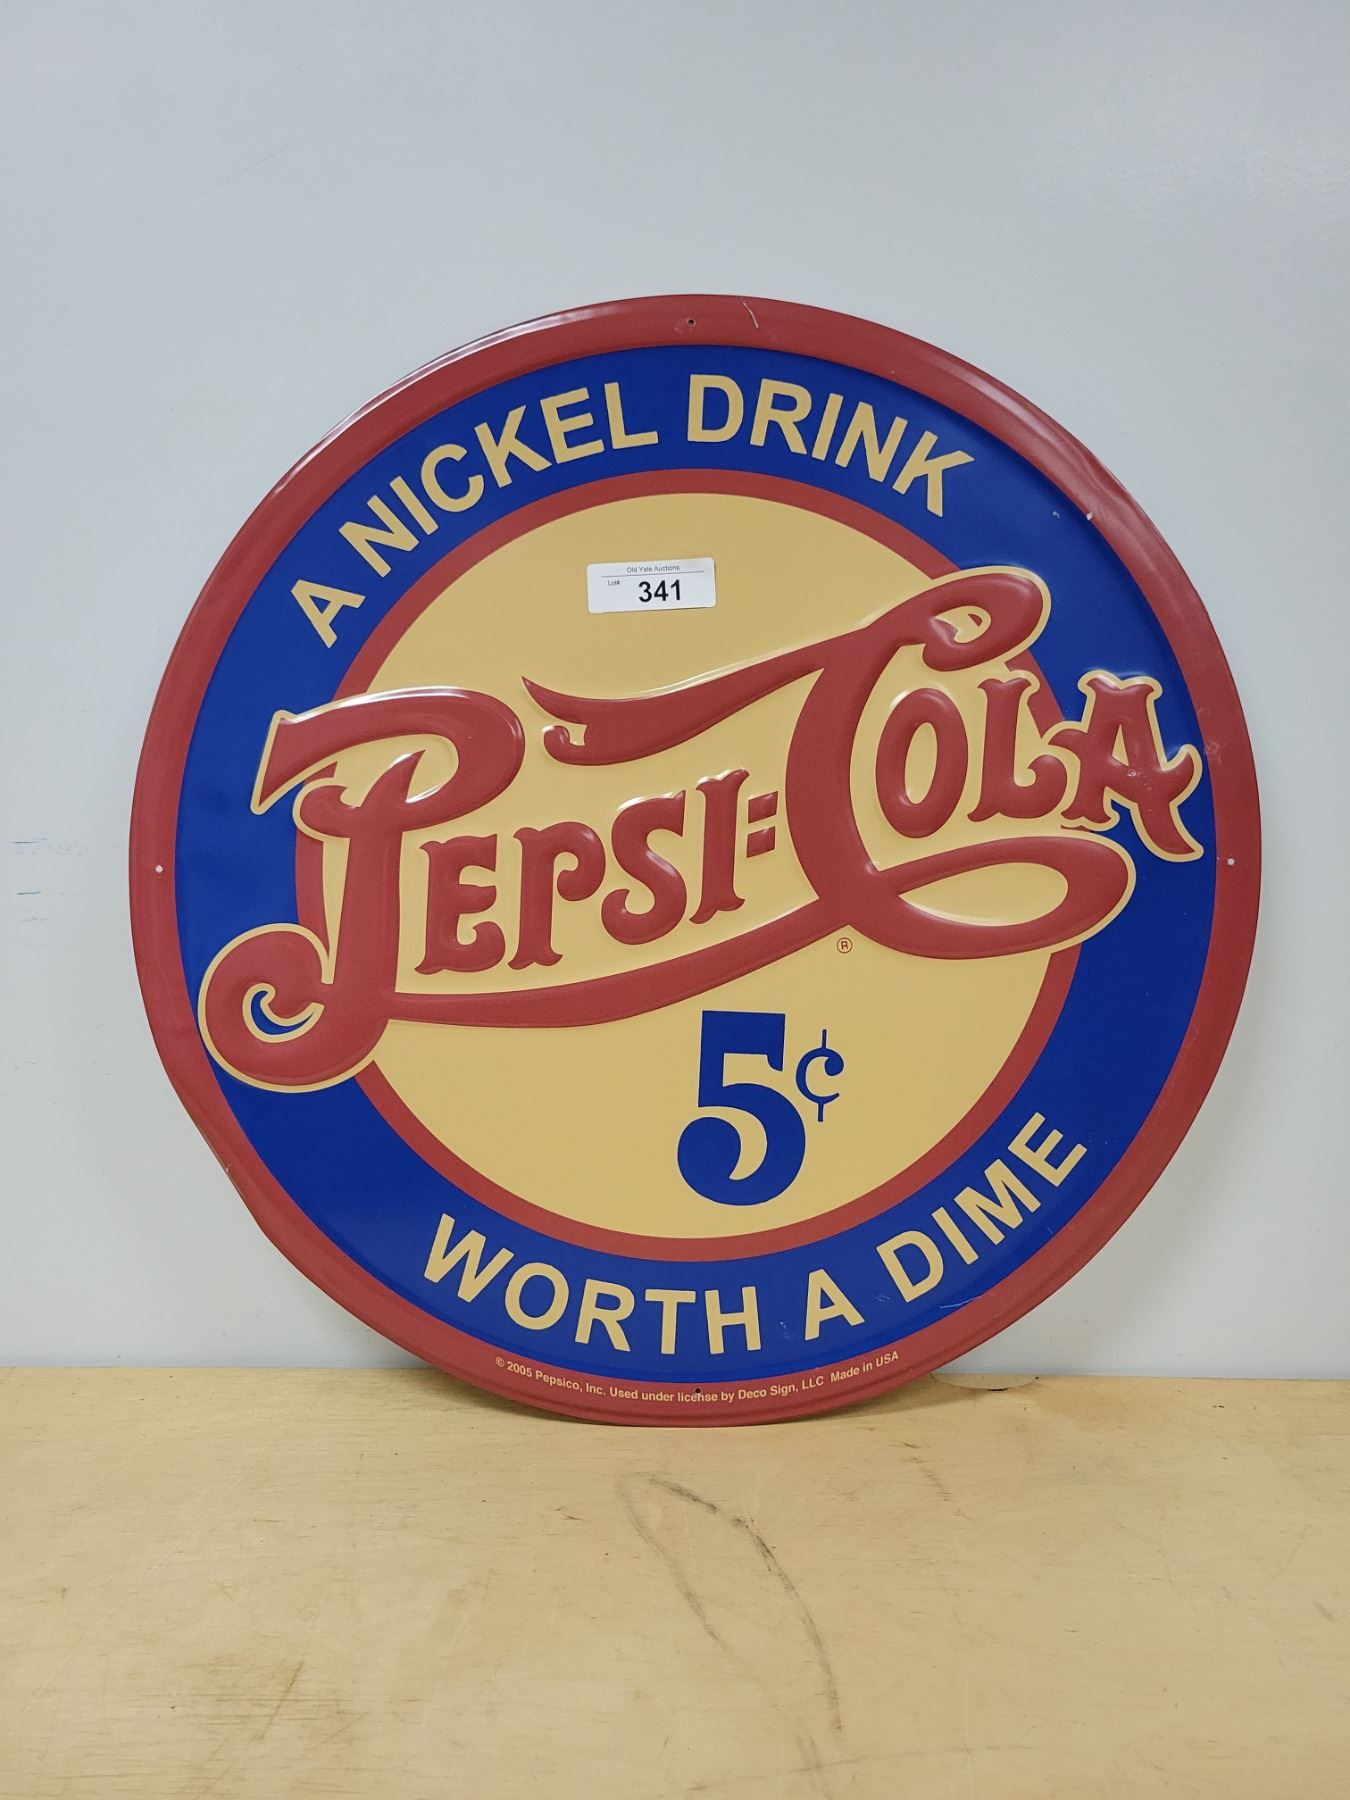 A NICKEL DRINK
Old Yale Auctions
Lot# 341
PEPSI=COLA
®
5¢
WORTH A DIME
© 2005 Pepsico, Inc. Used under license by Deco Sign, LLC Made in USA